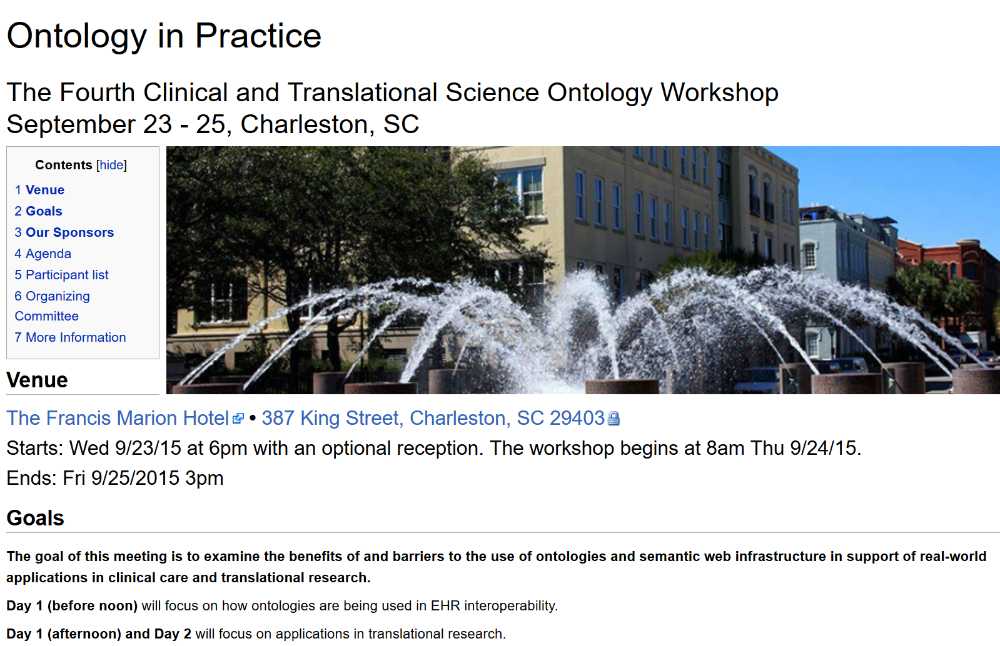 Ontology in Practice
The Fourth Clinical and Translational Science Ontology Workshop
September 23 - 25, Charleston, SC
Contents [hide]
1 Venue
2 Goals
3 Our Sponsors
4 Agenda
5 Participant list
6 Organizing
Committee
7 More Information
Venue
The Francis Marion Hotel • 387 King Street, Charleston, SC 29403
Starts: Wed 9/23/15 at 6pm with an optional reception. The workshop begins at 8am Thu 9/24/15.
Ends: Fri 9/25/2015 3pm
Goals
The goal of this meeting is to examine the benefits of and barriers to the use of ontologies and semantic web infrastructure in support of real-world
applications in clinical care and translational research.
Day 1 (before noon) will focus on how ontologies are being used in EHR interoperability.
Day 1 (afternoon) and Day 2 will focus on applications in translational research.